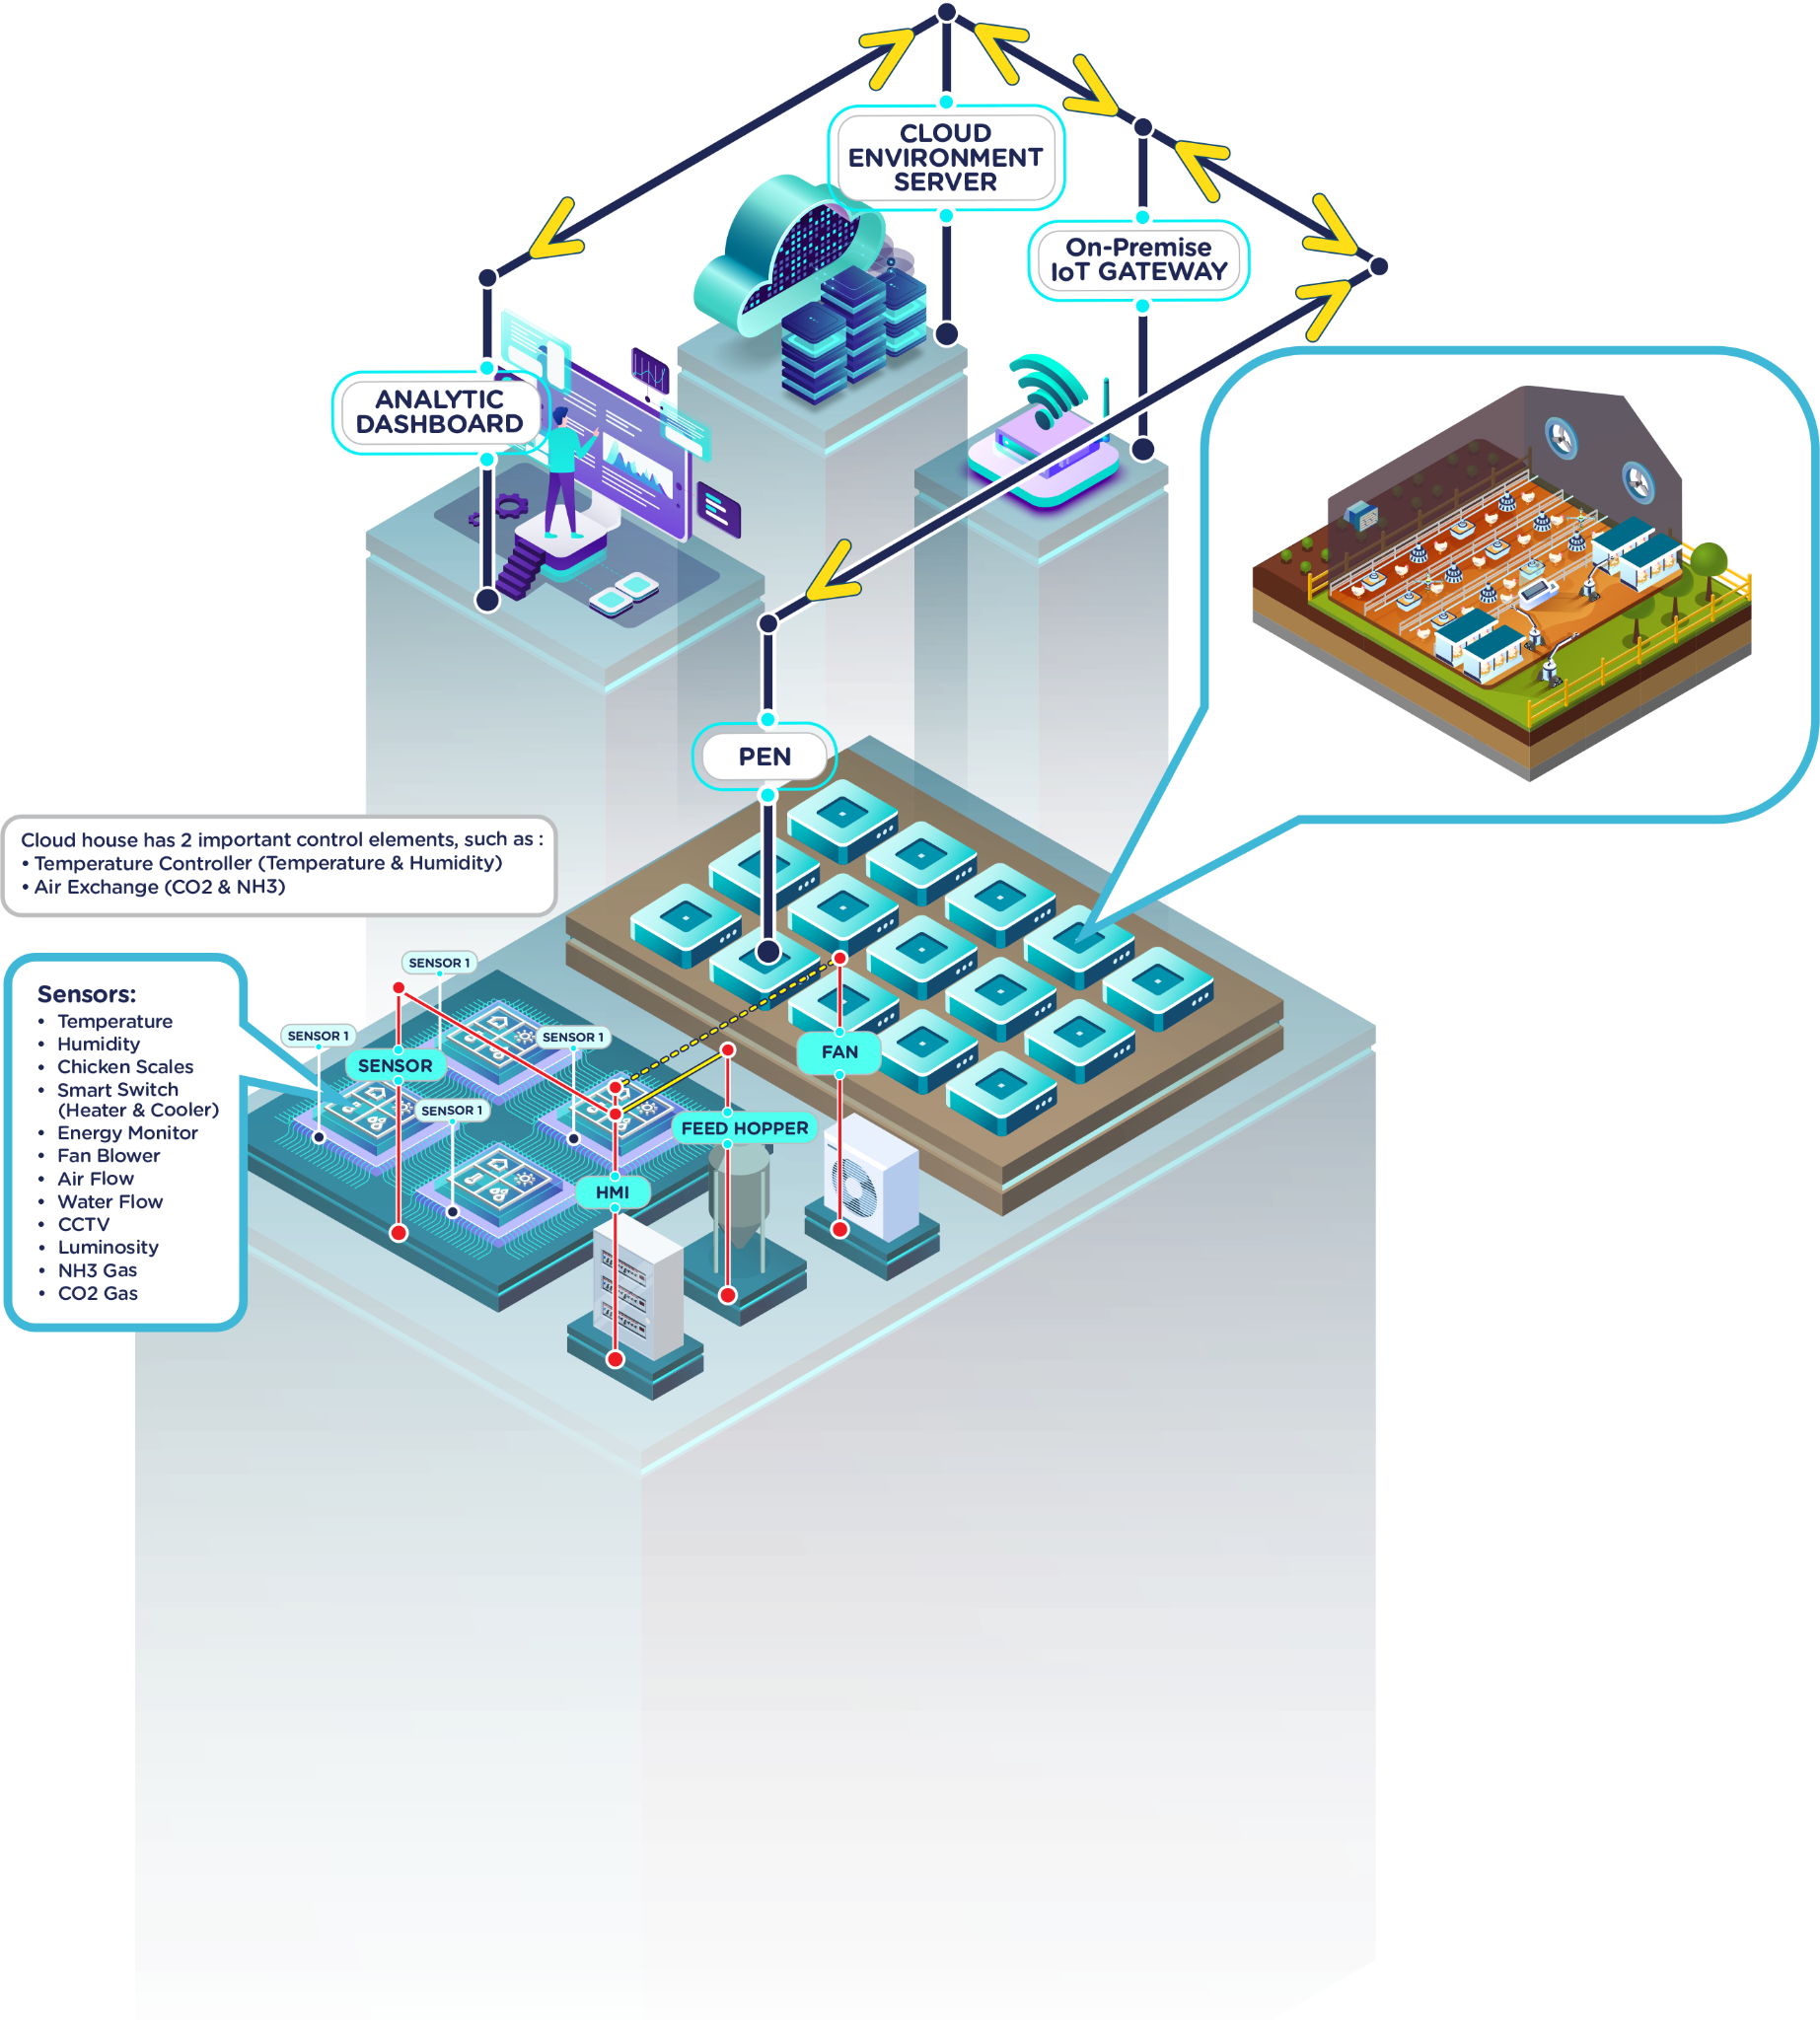 CLOUD
ENVIRONMENT
SERVER
On-Premise
IoT GATEWAY
ANALYTIC
DASHBOARD
PEN
Cloud house has 2 important control elements, such as :
• Temperature Controller (Temperature & Humidity)
• Air Exchange (CO2 & NH3)
SENSOR 1
SENSOR 1
SENSOR 1
SENSOR
SENSOR 1
FAN
FEED HOPPER
HMI
Sensors:
• Temperature
• Humidity
• Chicken Scales
• Smart Switch
(Heater & Cooler)
• Energy Monitor
• Fan Blower
• Air Flow
• Water Flow
• CCTV
• Luminosity
• NH3 Gas
• CO2 Gas